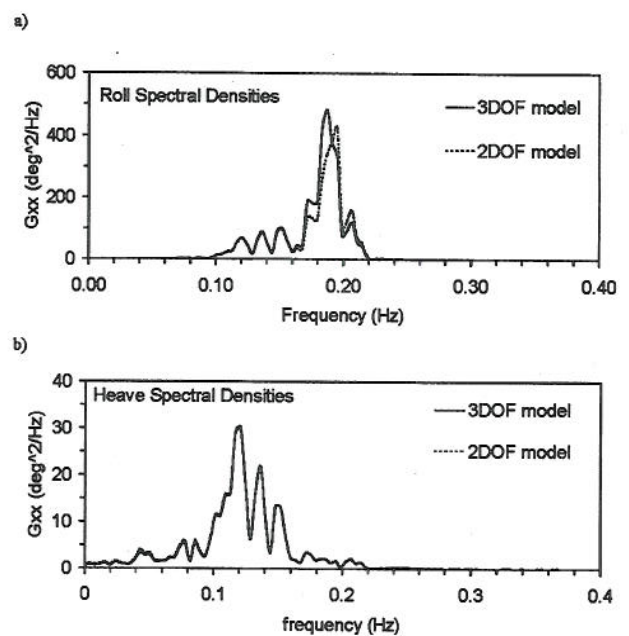 a)
600
Roll Spectral Densities
3DOF model
400
2DOF model
200
0
Gxx (deg^2/Hz)
0.00 0.10 0.20 0.30 0.40
Frequency (Hz)
b)
40
Heave Spectral Densities
3DOF model
30
2DOF model
20
10
0
Gxx (deg^2/Hz)
0 0.1 0.2 0.3 0.4
frequency (Hz)